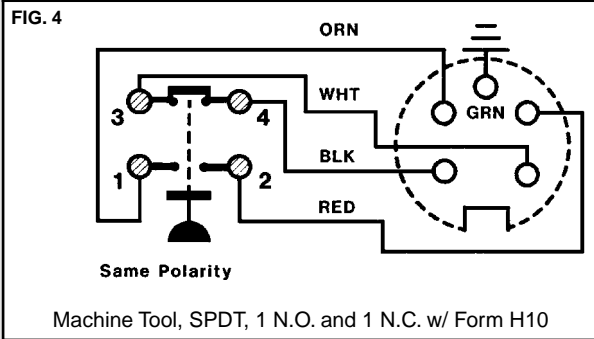 FIG. 4
ORN
WHT
GRN
3
4
BLK
1
2
RED
Same Polarity
Machine Tool, SPDT, 1 N.O. and 1 N.C. w/ Form H10